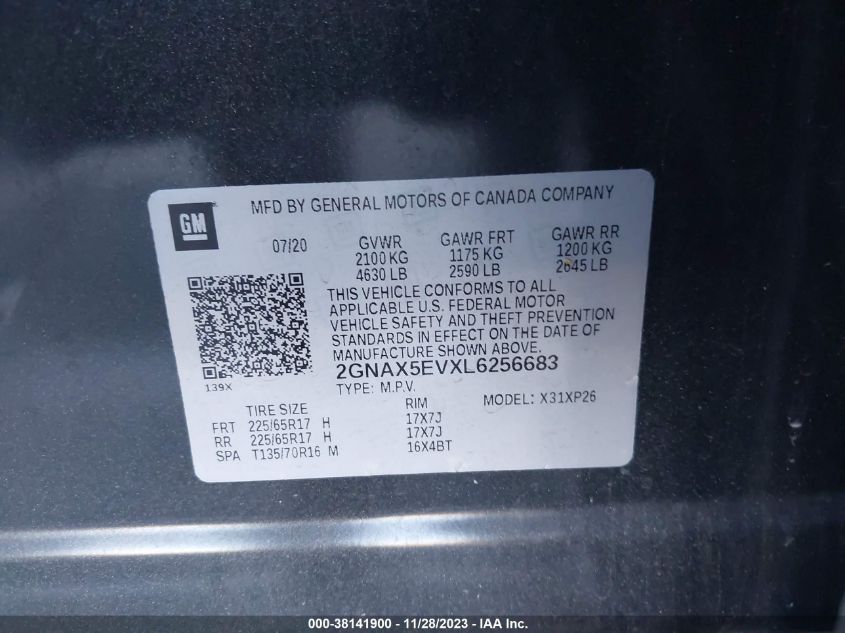 GM
MFD BY GENERAL MOTORS OF CANADA COMPANY
07/20 GVWR GAWR FRT GAWR RR
2100 KG 1175 KG 1200 KG
4630 LB 2590 LB 2645 LB
THIS VEHICLE CONFORMS TO ALL
APPLICABLE U.S. FEDERAL MOTOR
VEHICLE SAFETY AND THEFT PREVENTION
STANDARDS IN EFFECT ON THE DATE OF
MANUFACTURE SHOWN ABOVE.
139X
2GNAX5EVXL6256683
TYPE: M.P.V. MODEL: X31XP26
TIRE SIZE RIM
FRT 225/65R17 H 17X7J
RR 225/65R17 H 17X7J
SPA T135/70R16 M 16X4BT
000-38141900 - 11/28/2023 - IAA Inc.